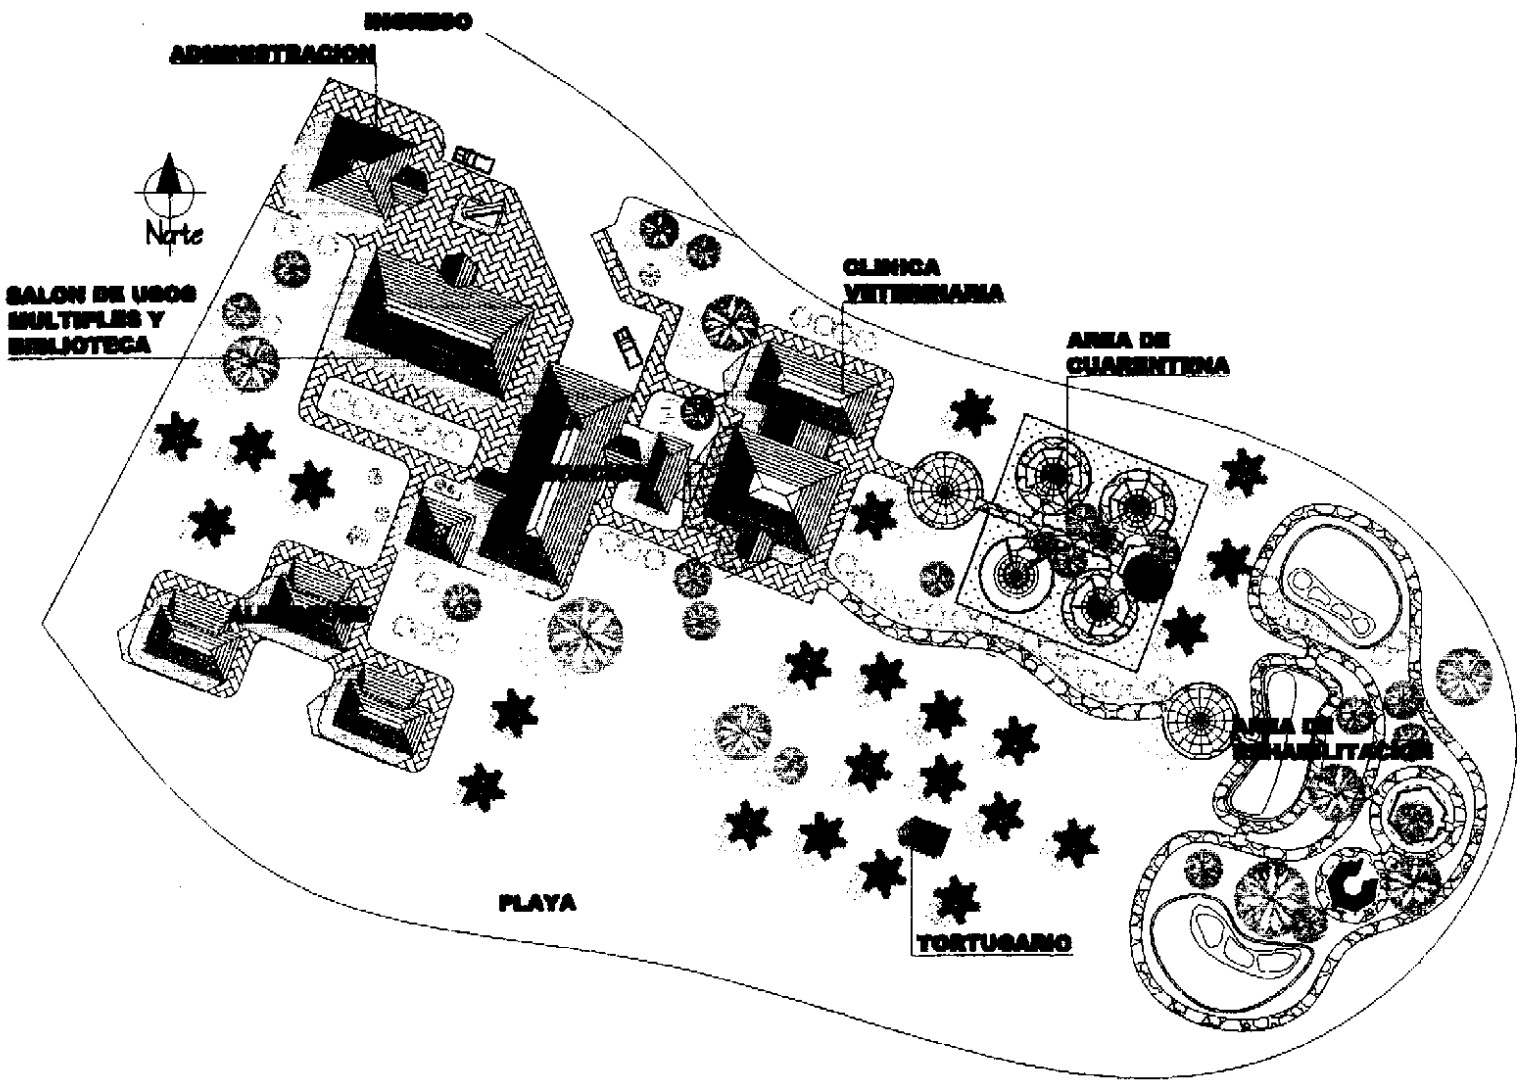 INGRESO
ADMINISTRACION
Norte
SALON DE USOS
MULTIPLES Y
BIBLIOTECA
CLINICA
VETERINARIA
AREA DE
CUARENTENA
AREA DE
REHABILITACION
PLAYA
TORTUGARIO